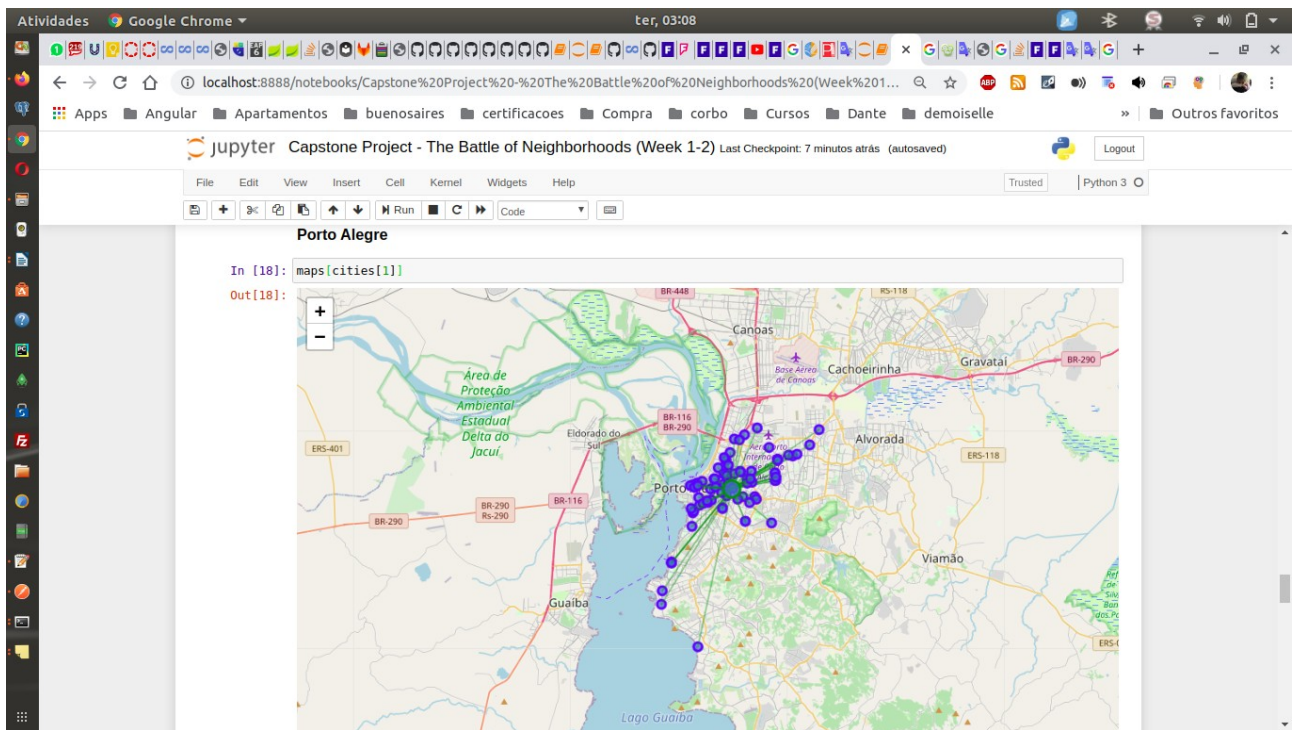 Atividades Google Chrome ter, 03:08
localhost:8888/notebooks/Capstone%20Project%20-%20The%20Battle%20of%20Neighborhoods%20(Week%201...
Apps Angular Apartamentos buenosaires certificacoes Compra corbo Cursos Dante demoiselle » Outros favoritos
jupyter Capstone Project - The Battle of Neighborhoods (Week 1-2) Last Checkpoint: 7 minutos atrás (autosaved) Logout
File Edit View Insert Cell Kernel Widgets Help Trusted Python 3
Run Code
Porto Alegre
In [18]: maps[cities[1]]
Out[18]:
+
−
BR-448
RS-118
Canoas
Base Aérea
de Canoas
Cachoeirinha
Gravataí
BR-290
Área de
Proteção
Ambiental
Estadual
Delta do
Jacuí
BR-116
BR-290
Eldorado do
Sul
Alvorada
ERS-401
ERS-118
Porto
BR-116
BR-290
Rs-290
BR-290
Viamão
Guaíba
Lago Guaíba